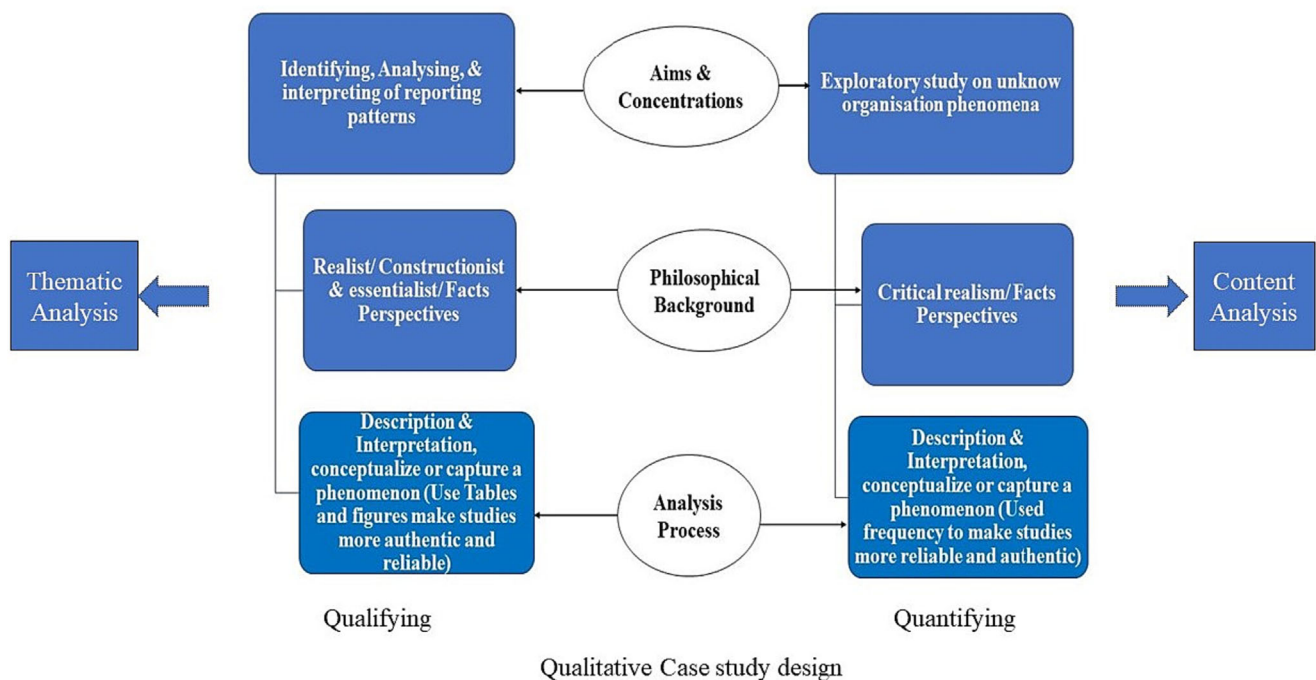 Identifying, Analysing, &
interpreting of reporting
patterns
Aims &
Concentrations
Exploratory study on unknow
organisation phenomena
Thematic
Analysis
Realist/ Constructionist
& essentialist/ Facts
Perspectives
Philosophical
Background
Critical realism/ Facts
Perspectives
Content
Analysis
Description &
Interpretation,
conceptualize or capture a
phenomenon (Use Tables
and figures make studies
more authentic and
reliable)
Analysis
Process
Description &
Interpretation,
conceptualize or capture a
phenomenon (Used
frequency to make studies
more reliable and authentic)
Qualifying
Quantifying
Qualitative Case study design